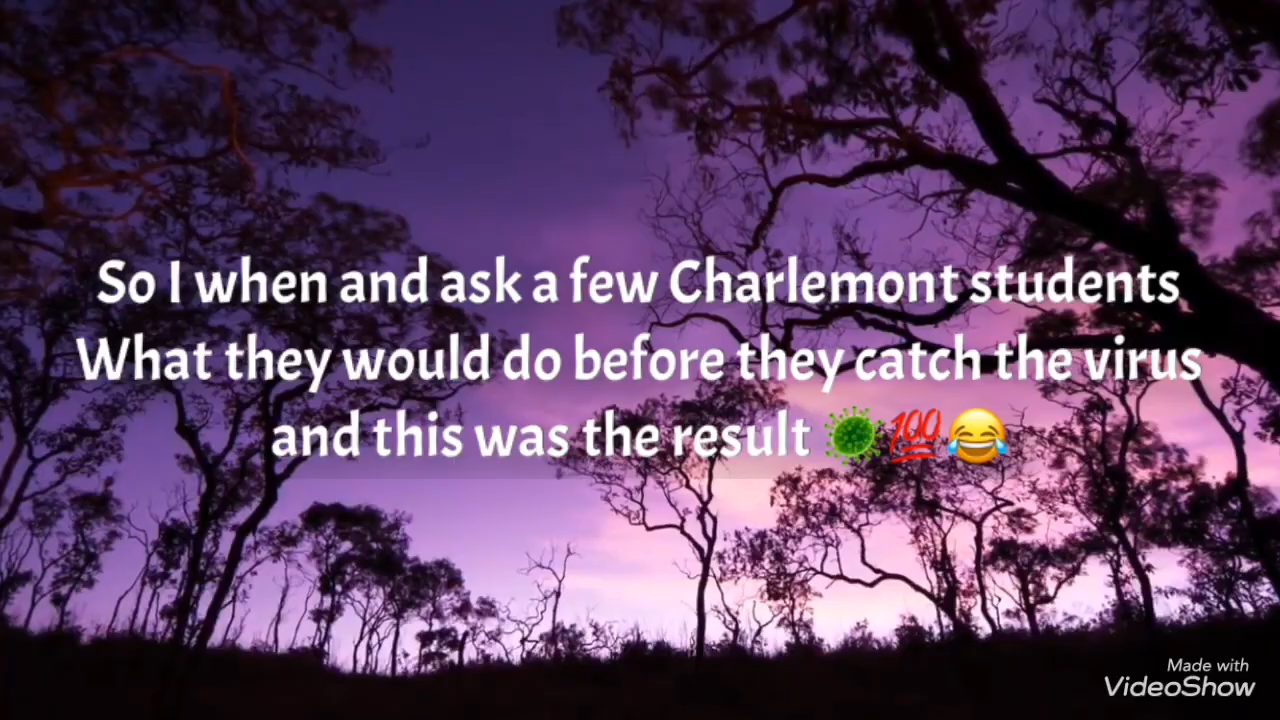 So I when and ask a few Charlemont students
What they would do before they catch the virus
and this was the result 🦠💯😂
Made with
VideoShow